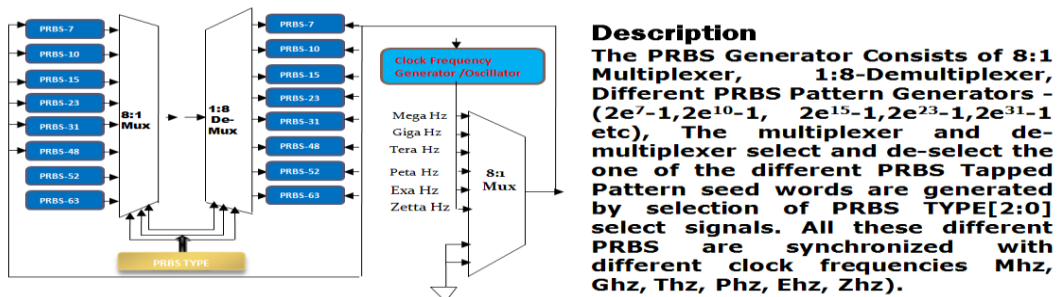 PRBS-7
PRBS-10
PRBS-15
PRBS-23
PRBS-31
PRBS-48
PRBS-52
PRBS-63
8:1
Mux
1:8
De-
Mux
PRBS-7
PRBS-10
PRBS-15
PRBS-23
PRBS-31
PRBS-48
PRBS-52
PRBS-63
PRBS TYPE
Clock Frequency
Generator /Oscillator
Mega Hz
Giga Hz
Tera Hz
Peta Hz
Exa Hz
Zetta Hz
8:1
Mux
Description
The PRBS Generator Consists of 8:1
Multiplexer, 1:8-Demultiplexer,
Different PRBS Pattern Generators -
(2e⁷-1,2e¹⁰-1, 2e¹⁵-1,2e²³-1,2e³¹-1
etc), The multiplexer and de-
multiplexer select and de-select the
one of the different PRBS Tapped
Pattern seed words are generated
by selection of PRBS TYPE[2:0]
select signals. All these different
PRBS are synchronized with
different clock frequencies Mhz,
Ghz, Thz, Phz, Ehz, Zhz).